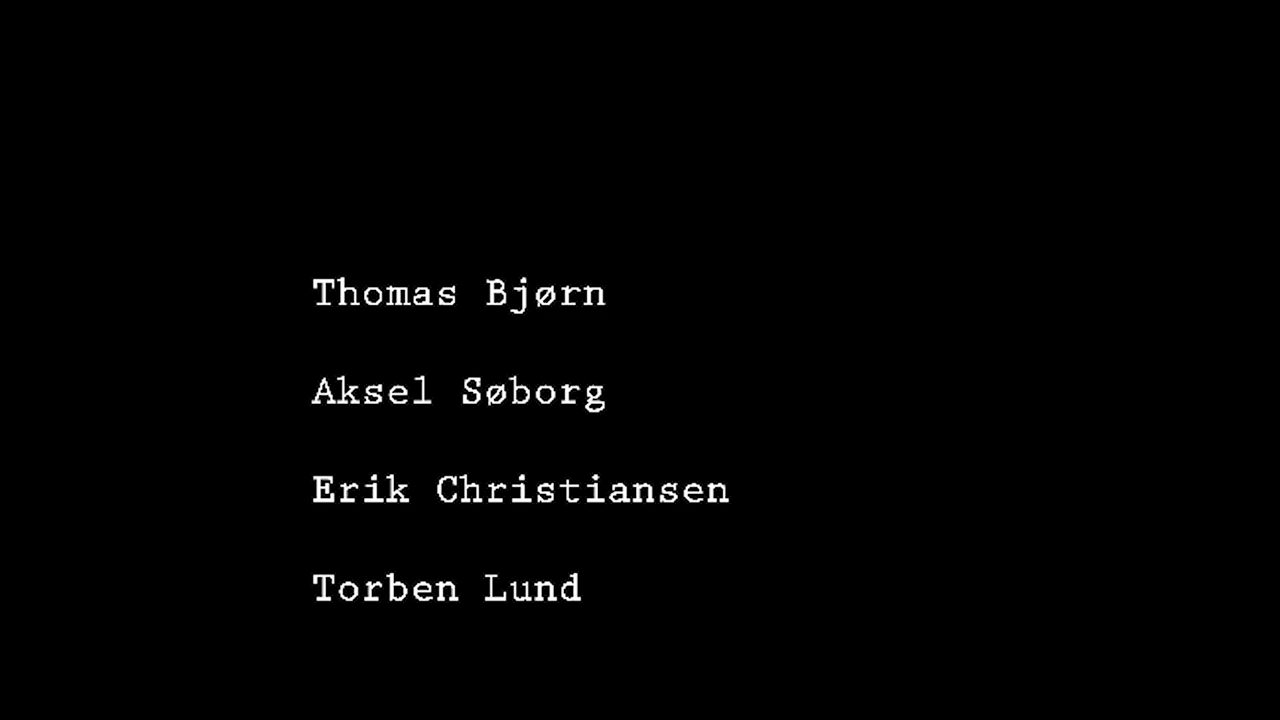 Thomas Bjørn
Aksel Søborg
Erik Christiansen
Torben Lund